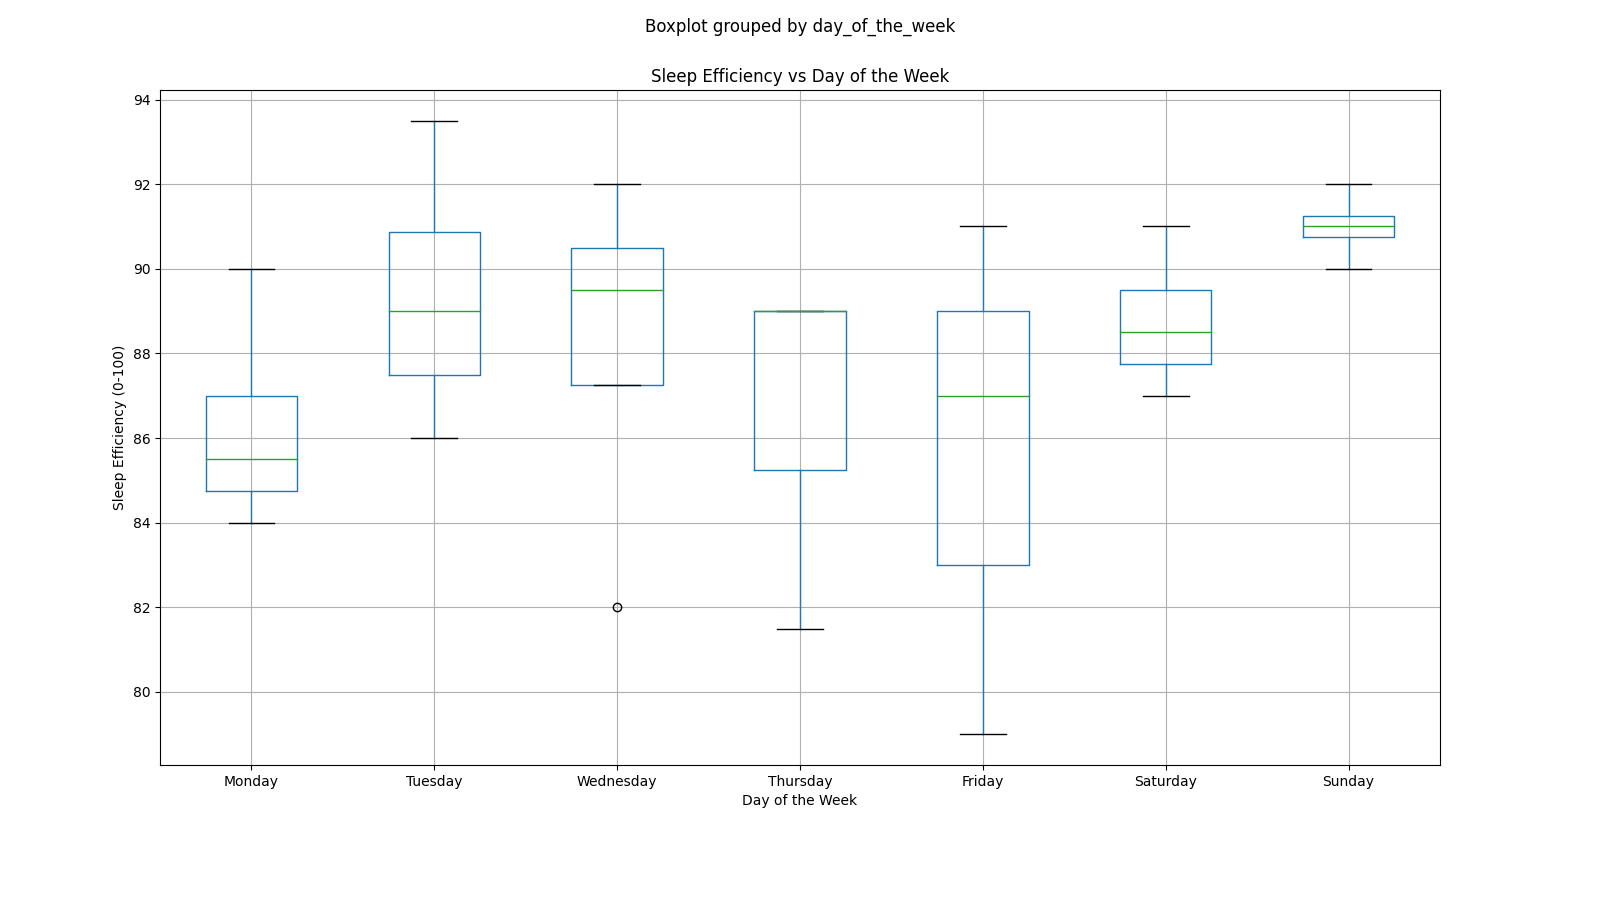 Boxplot grouped by day_of_the_week
Sleep Efficiency vs Day of the Week
94
92
90
88
86
84
82
80
Sleep Efficiency (0-100)
Monday Tuesday Wednesday Thursday Friday Saturday Sunday
Day of the Week